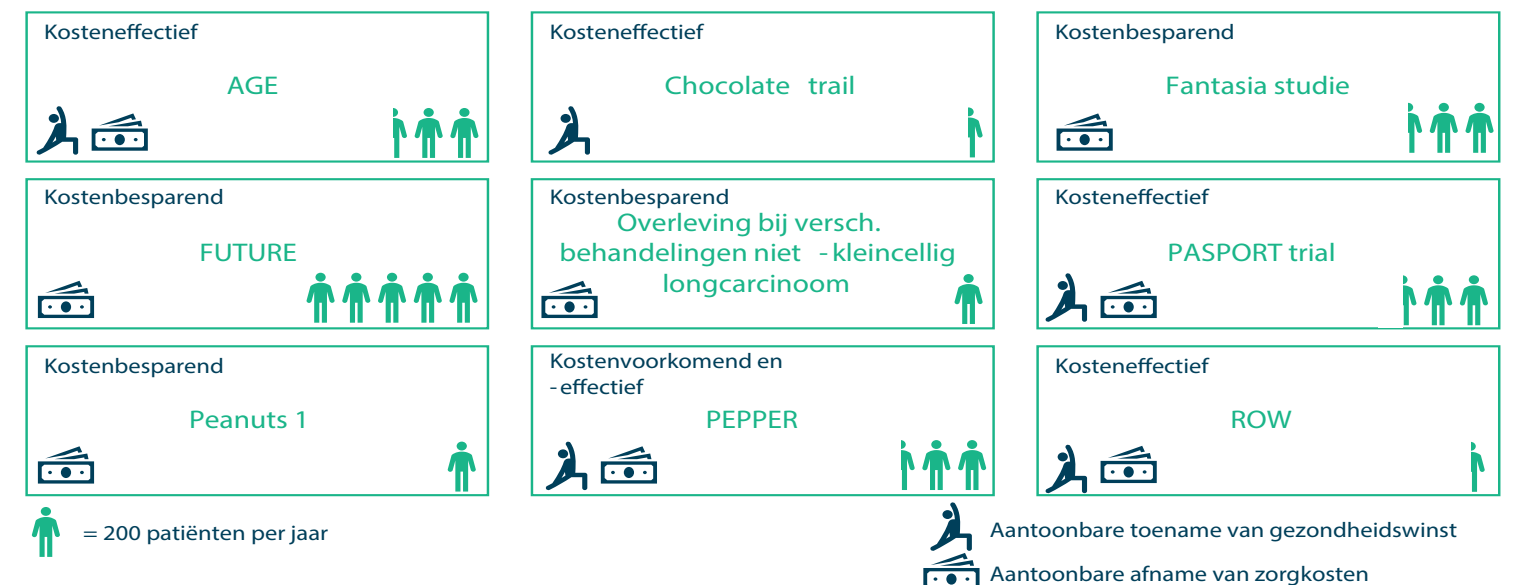 Kosteneffectief
AGE
Kosteneffectief
Chocolate trail
Kostenbesparend
Fantasia studie
Kostenbesparend
FUTURE
Kostenbesparend
Overleving bij versch.
behandelingen niet -kleincellig
longcarcinoom
Kosteneffectief
PASPORT trial
Kostenbesparend
Peanuts 1
Kostenvoorkomend en
-effectief
PEPPER
Kosteneffectief
ROW
= 200 patiënten per jaar
Aantoonbare toename van gezondheidswinst
Aantoonbare afname van zorgkosten